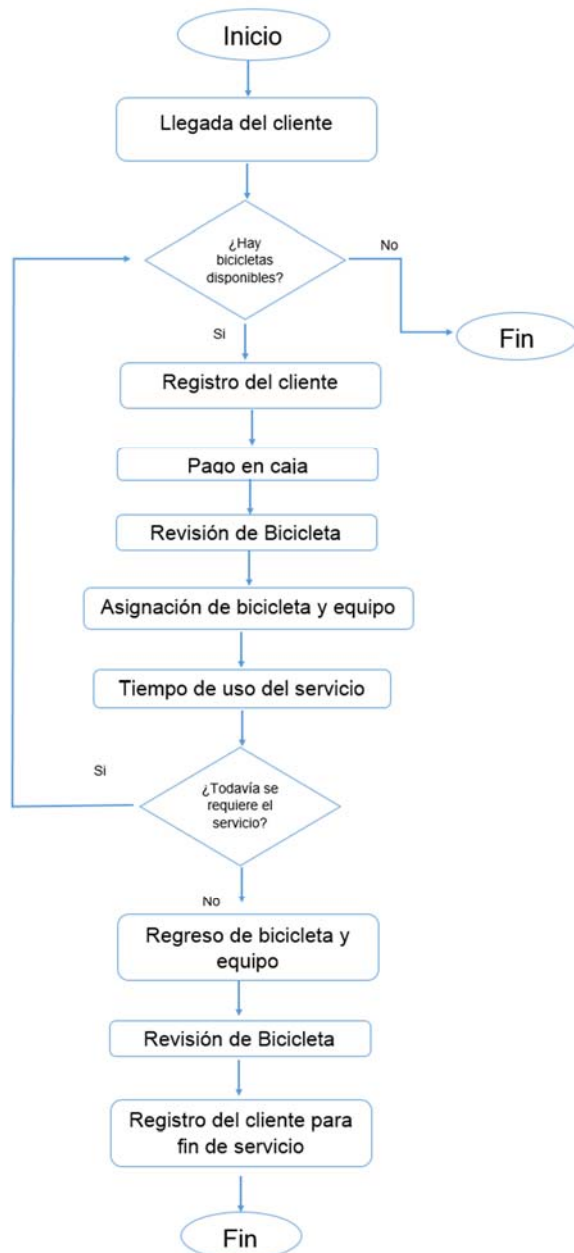 Inicio
Llegada del cliente
¿Hay
bicicletas
disponibles?
No
Fin
Si
Registro del cliente
Pago en caja
Revisión de Bicicleta
Asignación de bicicleta y equipo
Tiempo de uso del servicio
Si
¿Todavía se
requiere el
servicio?
No
Regreso de bicicleta y
equipo
Revisión de Bicicleta
Registro del cliente para
fin de servicio
Fin